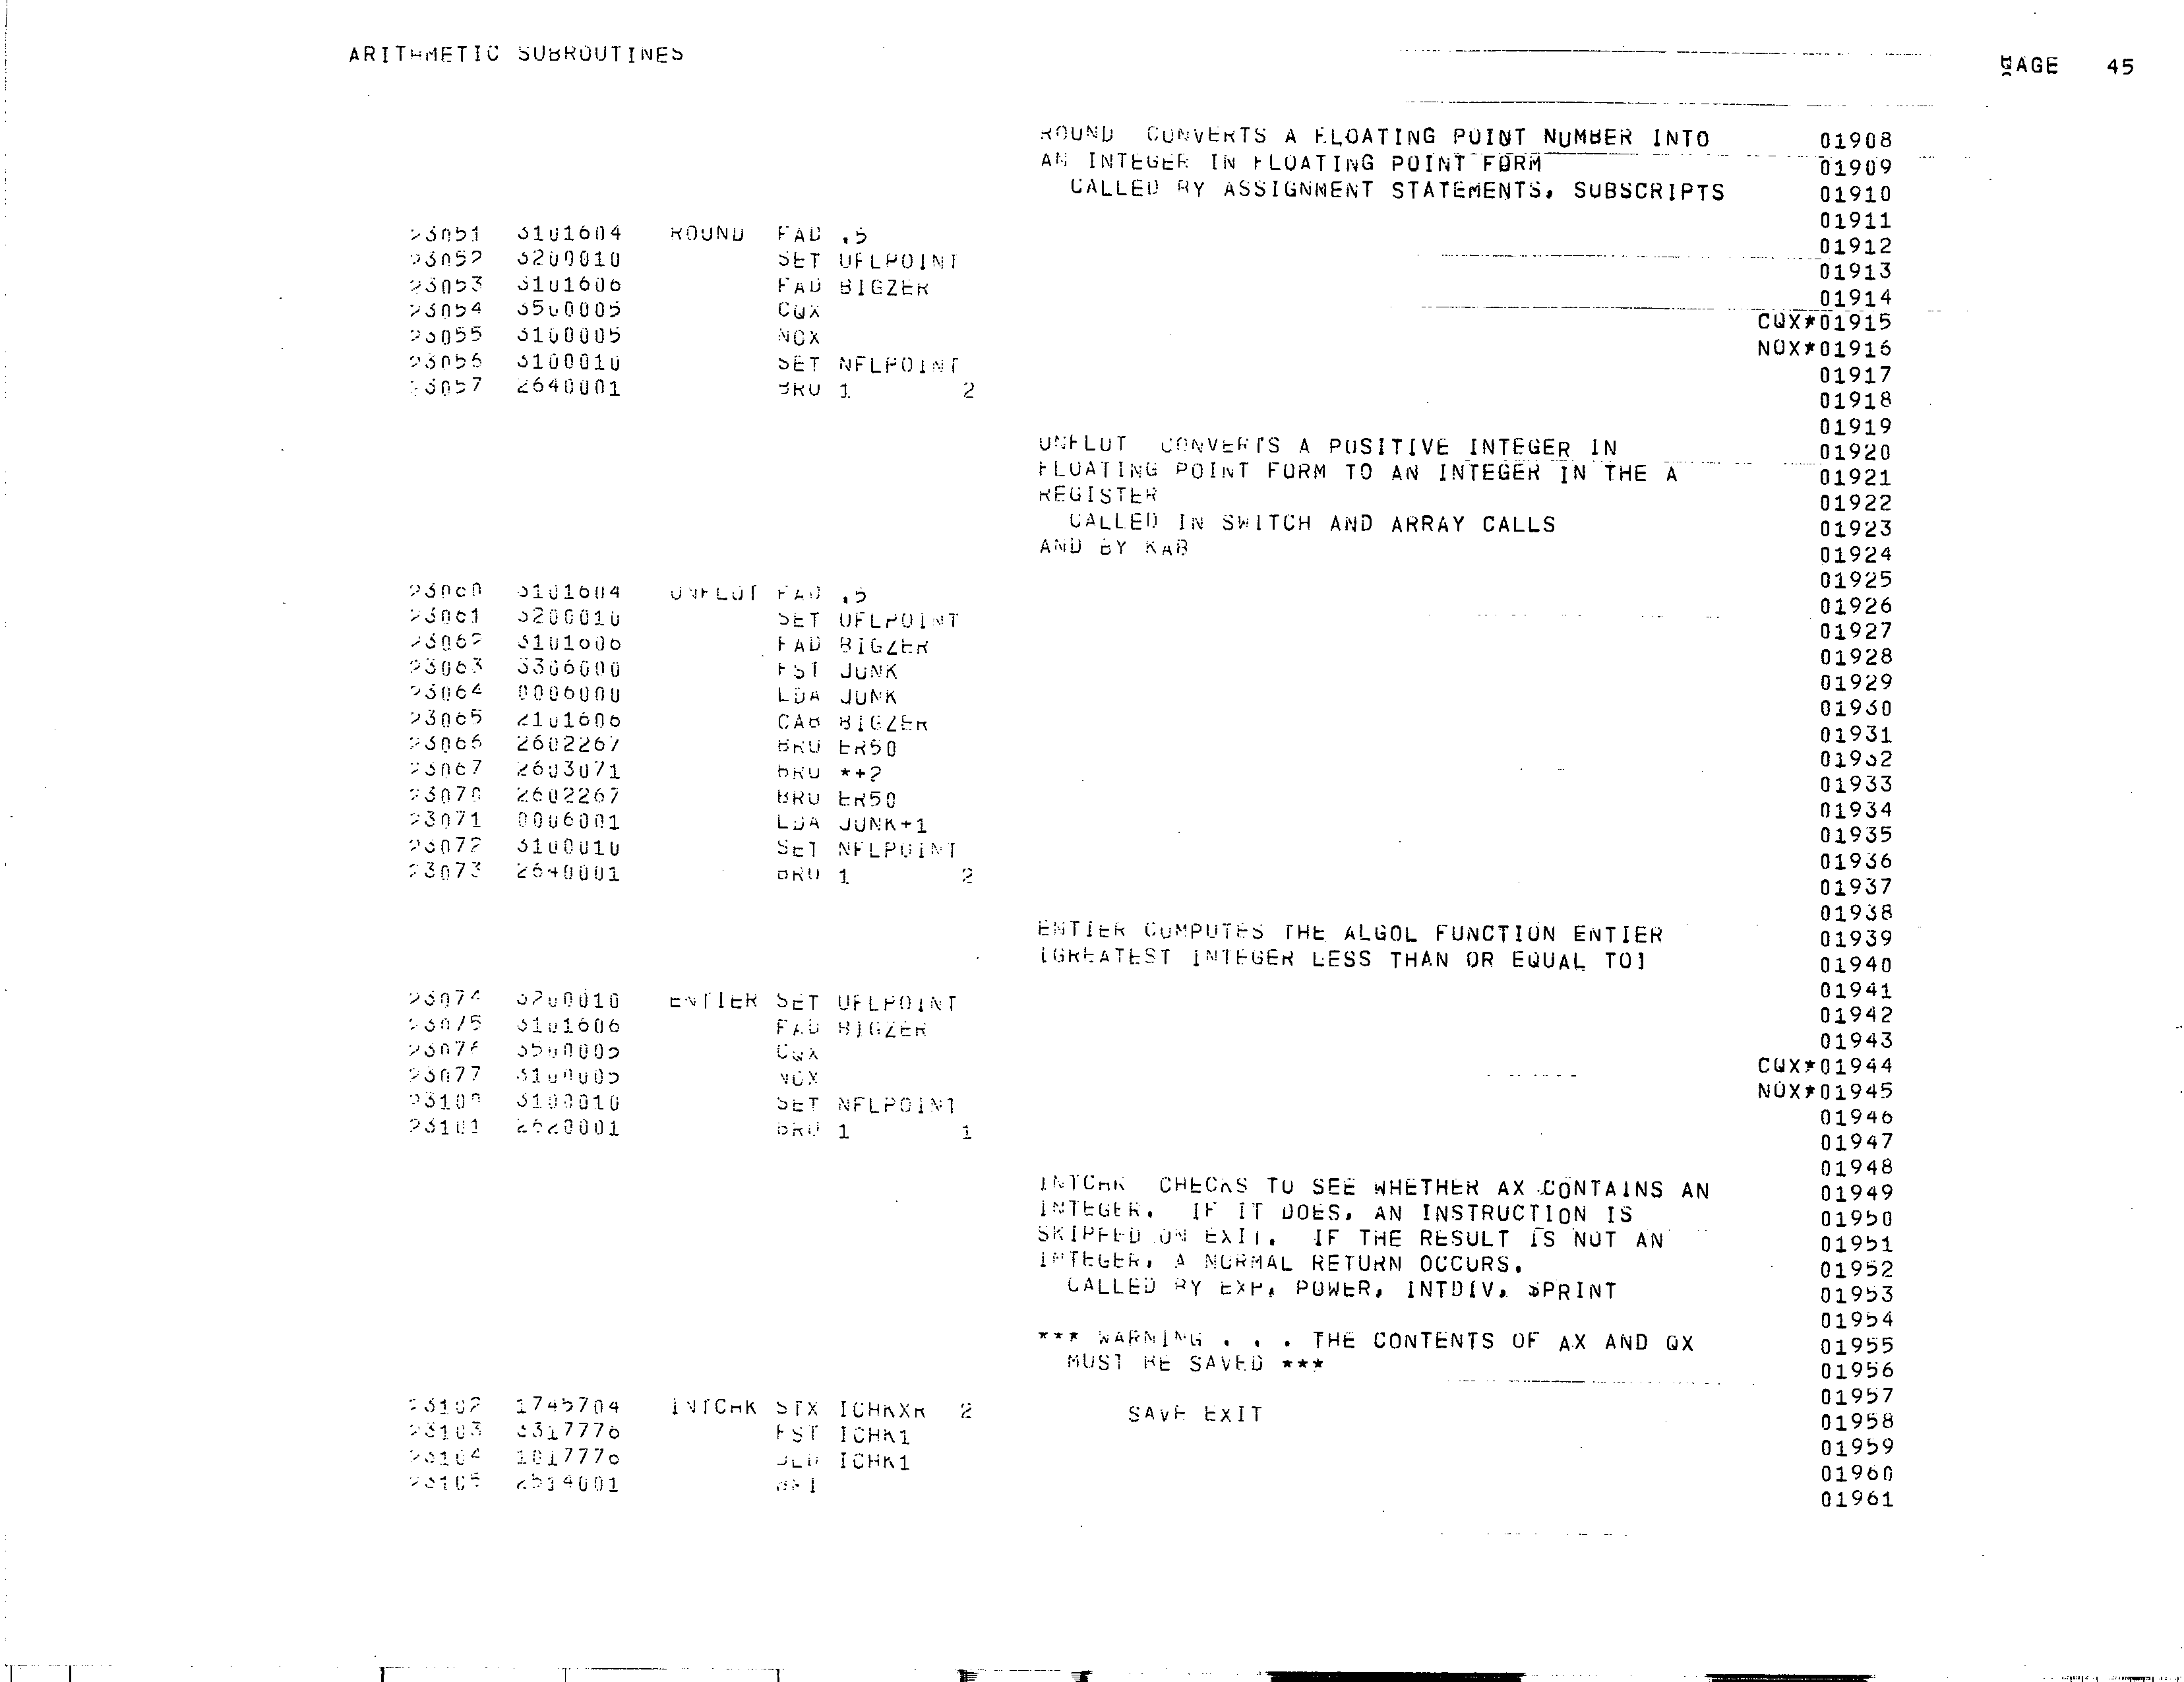 ARITHMETIC SUBROUTINES PAGE 45
ROUND CONVERTS A FLOATING POINT NUMBER INTO 01908
AN INTEGER IN FLOATING POINT FORM 01909
CALLED BY ASSIGNMENT STATEMENTS, SUBSCRIPTS 01910
01911
23051 3101604 ROUND FAD .5 01912
23052 3200010 SET UFLPOINT 01913
23053 3101606 FAD BIGZER 01914
23054 3500005 CQX CQX*01915
23055 3100005 NOX NOX*01916
23056 3100010 SET NFLPOINT 01917
23057 2640001 BRU 1 2 01918
01919
UNFLOT CONVERTS A POSITIVE INTEGER IN 01920
FLOATING POINT FORM TO AN INTEGER IN THE A 01921
REGISTER 01922
CALLED IN SWITCH AND ARRAY CALLS 01923
AND BY KAB 01924
01925
23060 3101604 UNFLOT FAD .5 01926
23061 3200010 SET UFLPOINT 01927
23062 3101606 FAD BIGZER 01928
23063 3306000 FST JUNK 01929
23064 0006000 LDA JUNK 01930
23065 2101606 CAB BIGZER 01931
23066 2602267 BRU ER50 01932
23067 2603071 BRU *+2 01933
23070 2602267 BRU ER50 01934
23071 0006001 LDA JUNK+1 01935
23072 3100010 SET NFLPOINT 01936
23073 2640001 BRU 1 2 01937
01938
ENTIER COMPUTES THE ALGOL FUNCTION ENTIER 01939
[GREATEST INTEGER LESS THAN OR EQUAL TO] 01940
01941
23074 3200010 ENTIER SET UFLPOINT 01942
23075 3101606 FAD BIGZER 01943
23076 3500005 CQX CQX*01944
23077 3100005 NOX NOX*01945
23100 3100010 SET NFLPOINT 01946
23101 2620001 BRU 1 1 01947
01948
INTCHK CHECKS TO SEE WHETHER AX CONTAINS AN 01949
INTEGER. IF IT DOES, AN INSTRUCTION IS 01950
SKIPPED ON EXIT. IF THE RESULT IS NOT AN 01951
INTEGER, A NORMAL RETURN OCCURS. 01952
CALLED BY EXP, POWER, INTDIV, SPRINT 01953
01954
*** WARNING . . . THE CONTENTS OF AX AND QX 01955
MUST BE SAVED *** 01956
01957
23102 1745704 INTCHK STX ICHKXR 2 SAVE EXIT 01958
23103 3317776 FST ICHK1 01959
23104 1017776 DLD ICHK1 01960
23105 2514001 01961